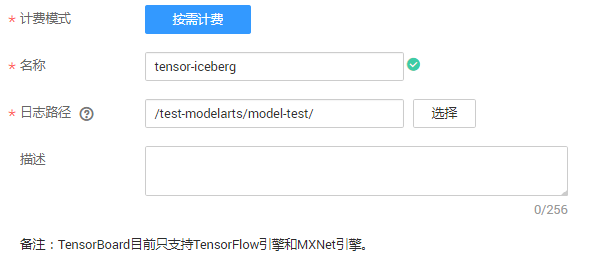 * 计费模式 按需计费
* 名称 tensor-iceberg
* 日志路径 ? /test-modelarts/model-test/ 选择
描述
0/256
备注：TensorBoard目前只支持TensorFlow引擎和MXNet引擎。